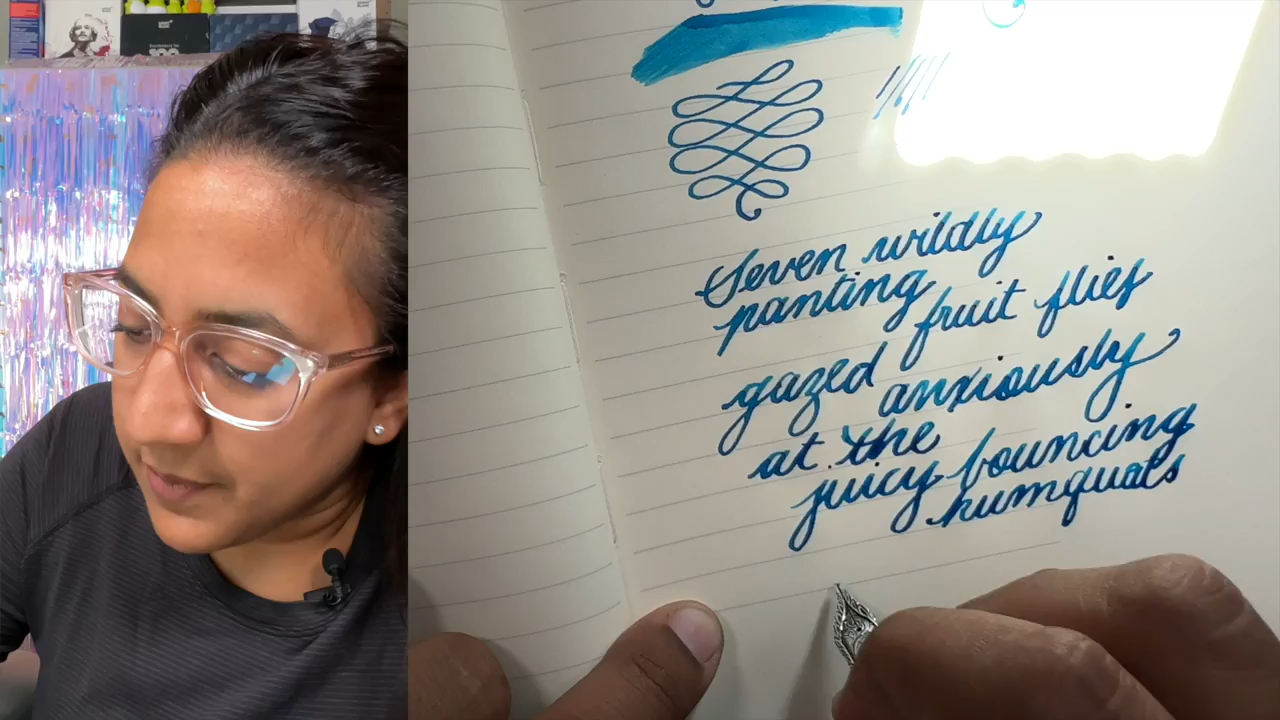 Seven wildly
panting
fruit flies
gazed
anxiously
at the
juicy bouncing
kumquats